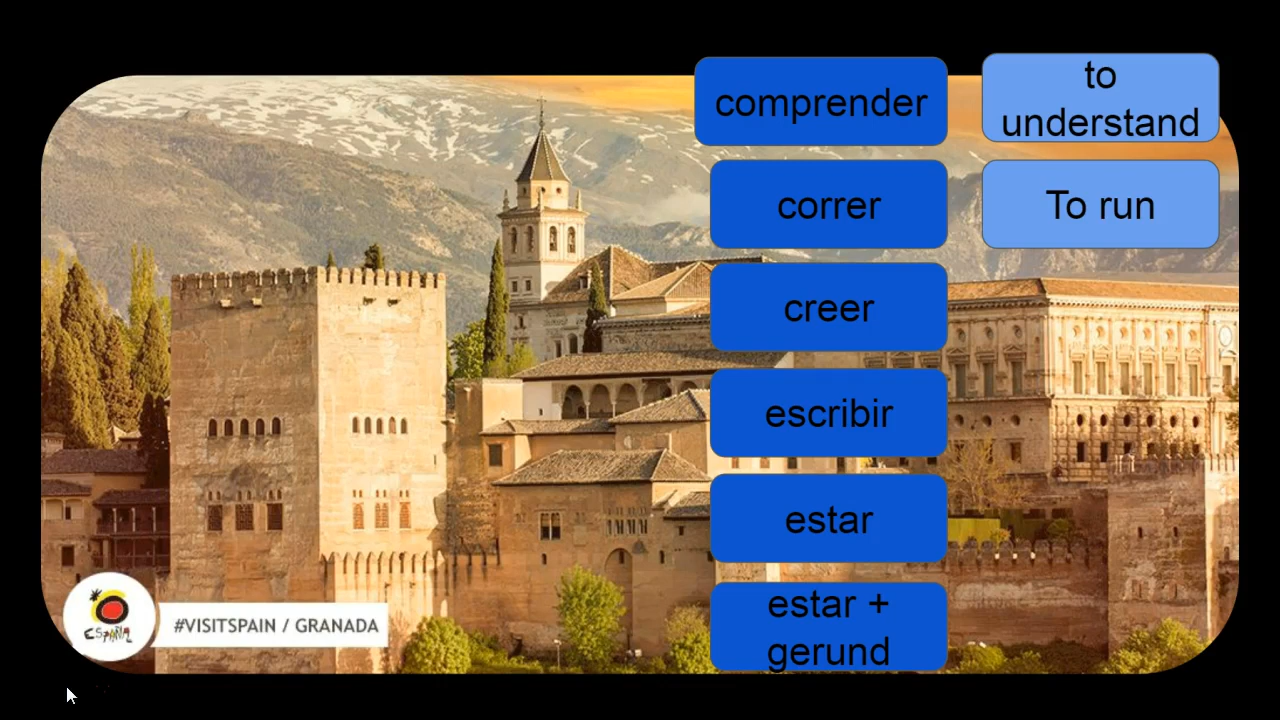 comprender
to
understand
correr
To run
creer
escribir
estar
estar +
gerund
ESPAÑA
#VISITSPAIN / GRANADA